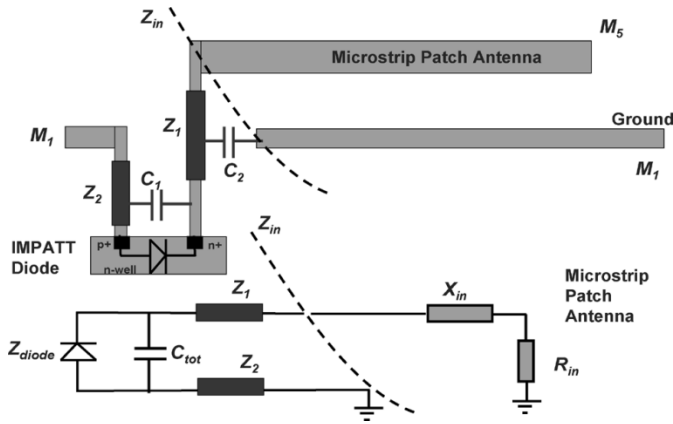 Z_in
M_5
Microstrip Patch Antenna
Z_1
Ground
M_1
C_2
M_1
Z_2
C_1
IMPATT
Diode
p+
n+
n-well
Z_in
Microstrip
Patch
Antenna
Z_1
X_in
Z_diode
C_tot
R_in
Z_2